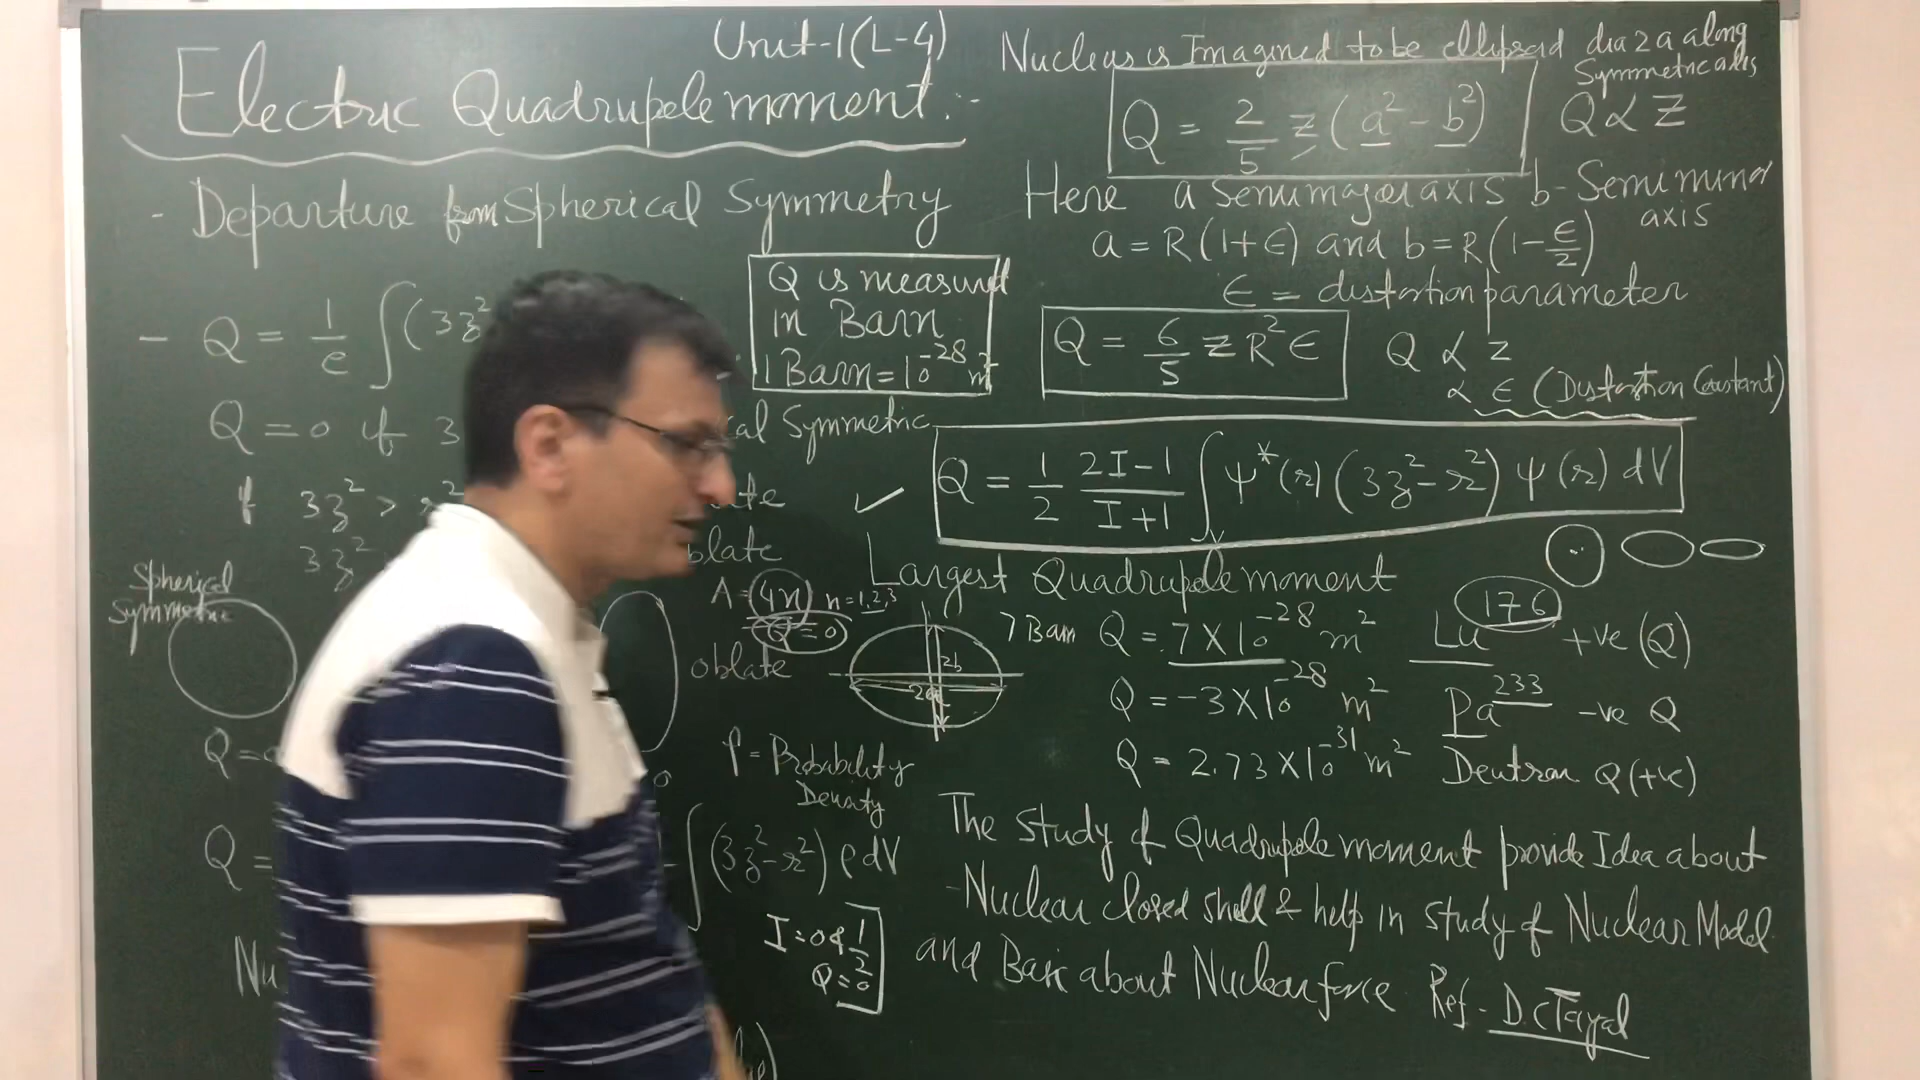 Unit-1(L-4)
Electric Quadrupole moment:-
- Departure from Spherical Symmetry
- Q = 1/e ∫(3z²
Q is measured
in Barn
1 Barn = 10⁻²⁸ m²
Q = 0 if 3
cal Symmetric
if 3z² > r²
ate
3z²
blate
Spherical
Symmetric
A = (4n) n = 1,2,3
Q = 0
oblate
2b
2a
Q =
ρ = Probability
Density
Q =
∫(3z² - r²) ρ dV
I = 0 & 1/2
Q = 0
Nu
Nucleus is Imagined to be ellipsoid dia 2a along
Symmetric axis
Q = 2/5 Z (a² - b²) Q ∝ Z
Here a Semimajor axis b - Semi minor
axis
a = R(1+ϵ) and b = R(1-ϵ/2)
ϵ = distortion parameter
Q = 6/5 Z R² ϵ Q ∝ Z
∝ ϵ (Distortion Constant)
Q = 1/2 (2I-1)/(I+1) ∫_V ψ*(r) (3z² - r²) ψ(r) dV
Largest Quadrupole moment
7 Barn Q = 7 X 10⁻²⁸ m² Lu¹⁷⁶ +ve (Q)
Q = -3 X 10⁻²⁸ m² Pa²³³ -ve Q
Q = 2.73 X 10⁻³¹ m² Deutron Q (+ve)
The Study of Quadrupole moment provide Idea about
Nuclear closed shell & help in study of Nuclear Model
and about Nuclear force. Ref - D.C Tayal